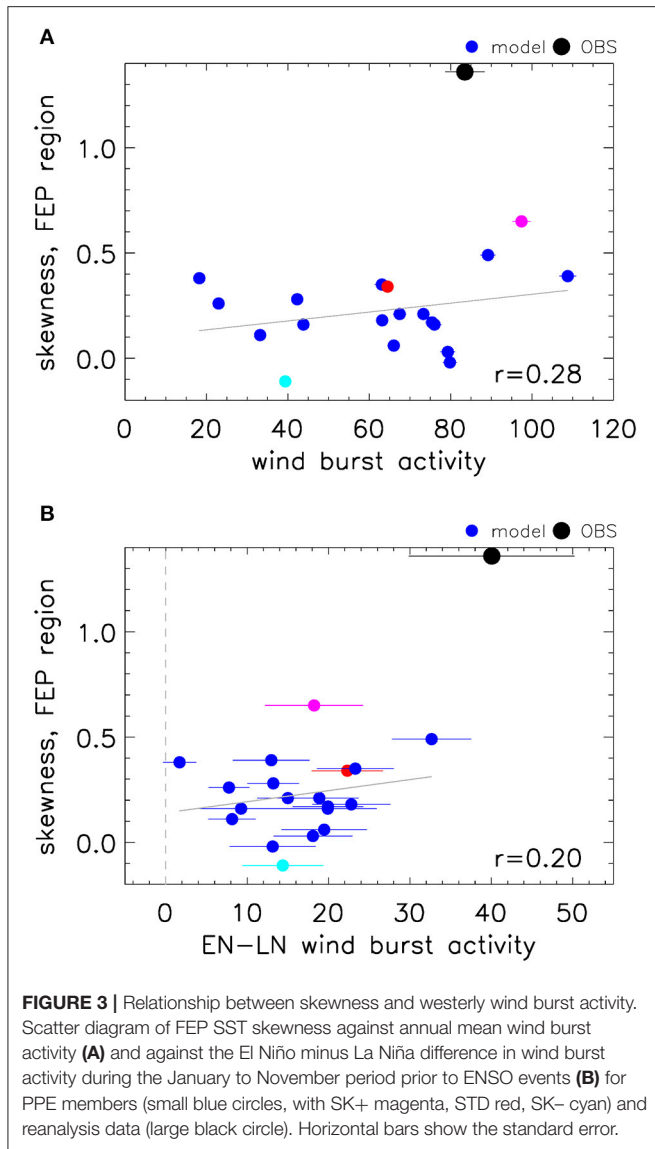 A
model OBS
skewness, FEP region
1.0
0.5
0.0
r=0.28
0 20 40 60 80 100 120
wind burst activity
B
model OBS
skewness, FEP region
1.0
0.5
0.0
r=0.20
0 10 20 30 40 50
EN−LN wind burst activity
FIGURE 3 | Relationship between skewness and westerly wind burst activity.
Scatter diagram of FEP SST skewness against annual mean wind burst
activity (A) and against the El Niño minus La Niña difference in wind burst
activity during the January to November period prior to ENSO events (B) for
PPE members (small blue circles, with SK+ magenta, STD red, SK− cyan) and
reanalysis data (large black circle). Horizontal bars show the standard error.